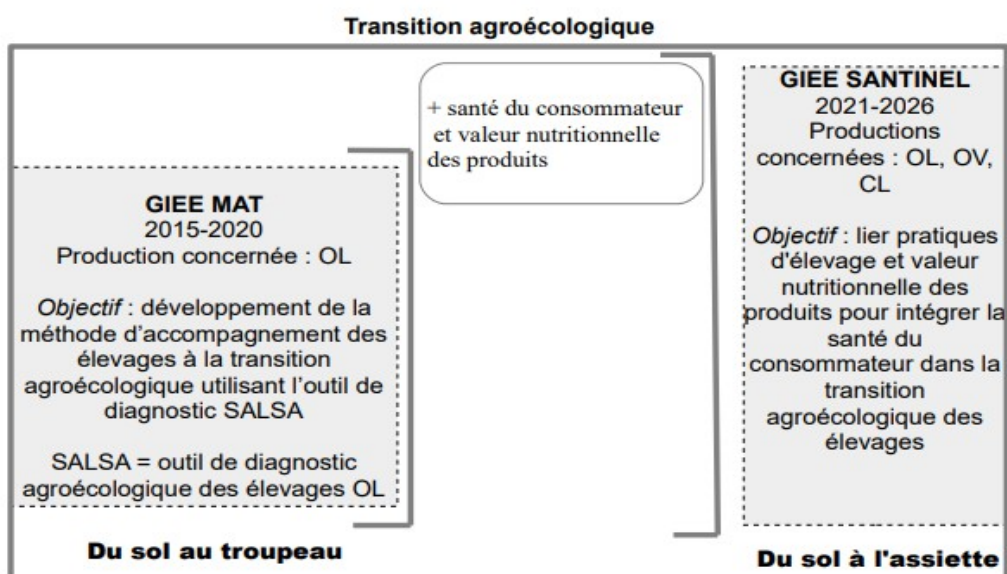 Transition agroécologique
GIEE MAT
2015-2020
Production concernée : OL
Objectif : développement de la
méthode d’accompagnement des
élevages à la transition
agroécologique utilisant l’outil de
diagnostic SALSA
SALSA = outil de diagnostic
agroécologique des élevages OL
Du sol au troupeau
+ santé du consommateur
et valeur nutritionnelle
des produits
GIEE SANTINEL
2021-2026
Productions
concernées : OL, OV,
CL
Objectif : lier pratiques
d'élevage et valeur
nutritionnelle des
produits pour intégrer la
santé du
consommateur dans la
transition
agroécologique des
élevages
Du sol à l'assiette